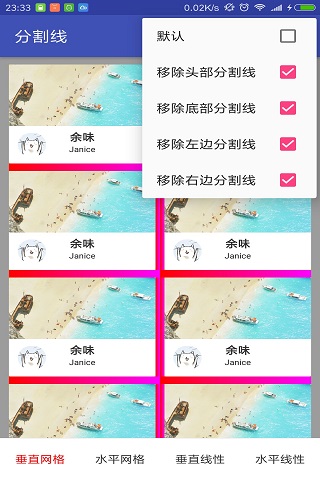 23:33
0.02K/s
分割线
默认
移除头部分割线
移除底部分割线
移除左边分割线
移除右边分割线
余味
Janice
余味
Janice
余味
Janice
余味
Janice
余味
Janice
垂直网格
水平网格
垂直线性
水平线性